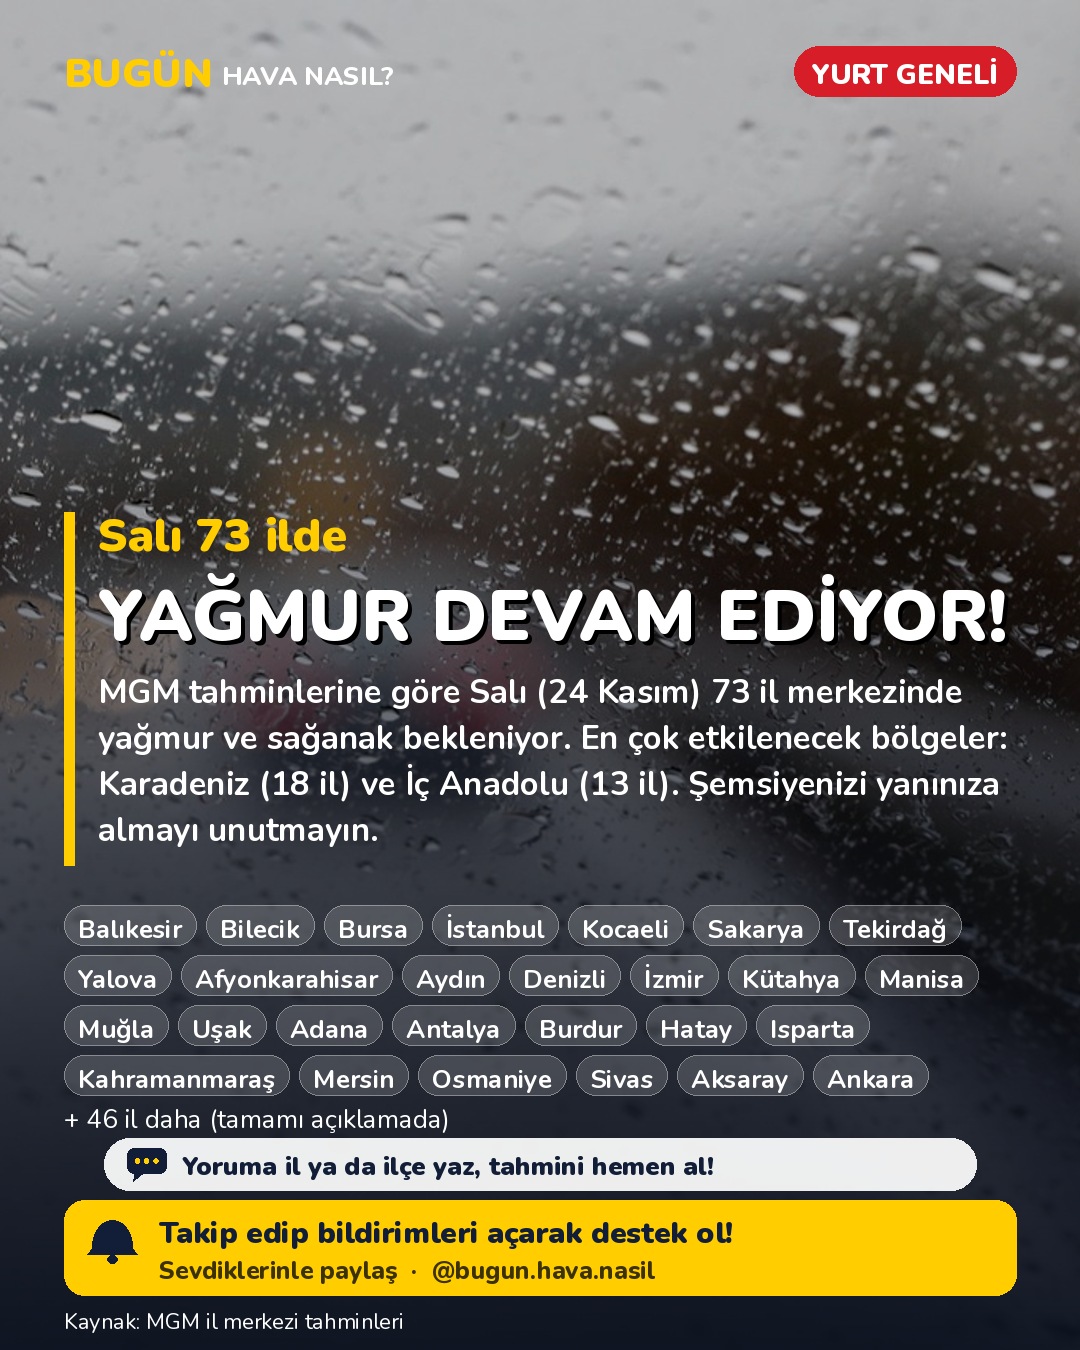 BUGÜN HAVA NASIL?
YURT GENELİ
Salı 73 ilde
YAĞMUR DEVAM EDİYOR!
MGM tahminlerine göre Salı (24 Kasım) 73 il merkezinde
yağmur ve sağanak bekleniyor. En çok etkilenecek bölgeler:
Karadeniz (18 il) ve İç Anadolu (13 il). Şemsiyenizi yanınıza
almayı unutmayın.
Balıkesir Bilecik Bursa İstanbul Kocaeli Sakarya Tekirdağ
Yalova Afyonkarahisar Aydın Denizli İzmir Kütahya Manisa
Muğla Uşak Adana Antalya Burdur Hatay Isparta
Kahramanmaraş Mersin Osmaniye Sivas Aksaray Ankara
+ 46 il daha (tamamı açıklamada)
Yoruma il ya da ilçe yaz, tahmini hemen al!
Takip edip bildirimleri açarak destek ol!
Sevdiklerinle paylaş · @bugun.hava.nasil
Kaynak: MGM il merkezi tahminleri